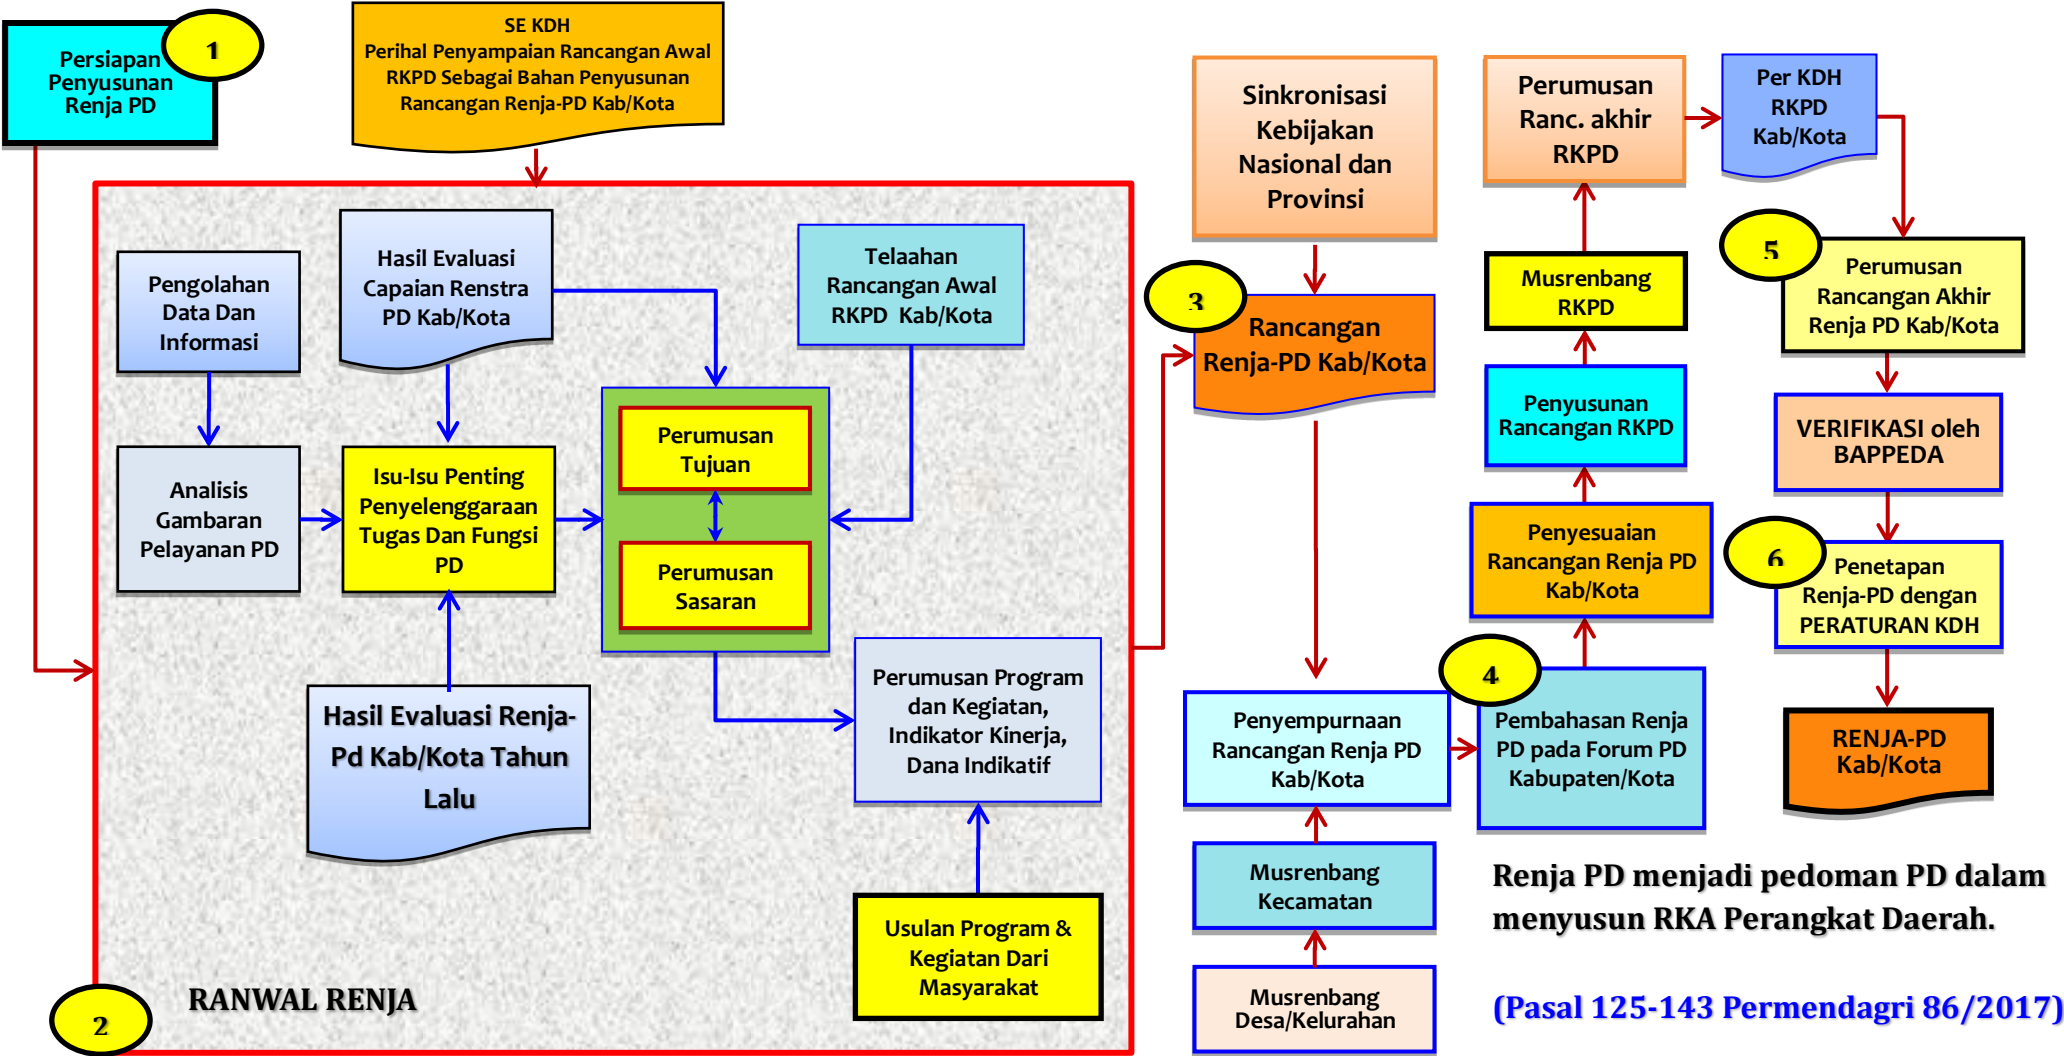 Persiapan
Penyusunan
Renja PD
1
SE KDH
Perihal Penyampaian Rancangan Awal
RKPD Sebagai Bahan Penyusunan
Rancangan Renja-PD Kab/Kota
Pengolahan
Data Dan
Informasi
Hasil Evaluasi
Capaian Renstra
PD Kab/Kota
Telaahan
Rancangan Awal
RKPD Kab/Kota
Analisis
Gambaran
Pelayanan PD
Isu-Isu Penting
Penyelenggaraan
Tugas Dan Fungsi
PD
Perumusan
Tujuan
Perumusan
Sasaran
Hasil Evaluasi Renja-
Pd Kab/Kota Tahun
Lalu
Perumusan Program
dan Kegiatan,
Indikator Kinerja,
Dana Indikatif
Usulan Program &
Kegiatan Dari
Masyarakat
2
RANWAL RENJA
Sinkronisasi
Kebijakan
Nasional dan
Provinsi
3
Rancangan
Renja-PD Kab/Kota
Penyempurnaan
Rancangan Renja PD
Kab/Kota
Musrenbang
Kecamatan
Musrenbang
Desa/Kelurahan
4
Pembahasan Renja
PD pada Forum PD
Kabupaten/Kota
Penyesuaian
Rancangan Renja PD
Kab/Kota
Penyusunan
Rancangan RKPD
Musrenbang
RKPD
Perumusan
Ranc. akhir
RKPD
Per KDH
RKPD
Kab/Kota
5
Perumusan
Rancangan Akhir
Renja PD Kab/Kota
VERIFIKASI oleh
BAPPEDA
6
Penetapan
Renja-PD dengan
PERATURAN KDH
RENJA-PD
Kab/Kota
Renja PD menjadi pedoman PD dalam
menyusun RKA Perangkat Daerah.
(Pasal 125-143 Permendagri 86/2017)